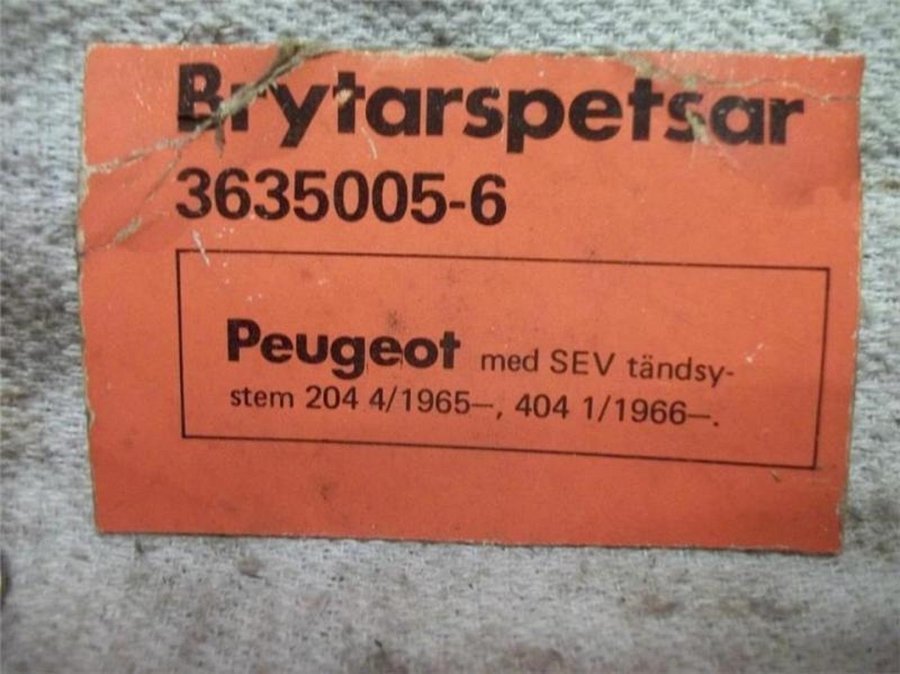 Brytarspetsar
3635005-6
Peugeot med SEV tändsy-
stem 204 4/1965–, 404 1/1966–.